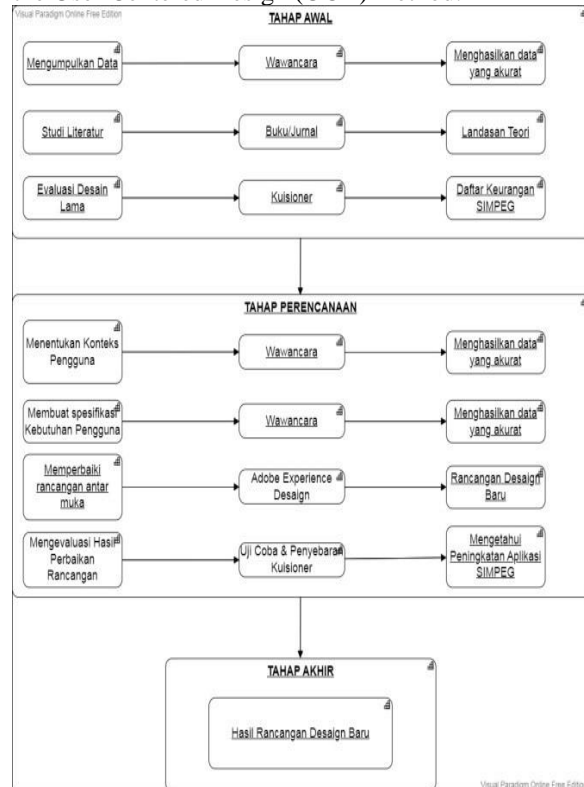 Visual Paradigm Online Free Edition
TAHAP AWAL
Mengumpulkan Data
Wawancara
Menghasilkan data
yang akurat
Studi Literatur
Buku/Jurnal
Landasan Teori
Evaluasi Desain
Lama
Kuisioner
Daftar Keurangan
SIMPEG
TAHAP PERENCANAAN
Menentukan Konteks
Pengguna
Wawancara
Menghasilkan data
yang akurat
Membuat spesifikasi
Kebutuhan Pengguna
Wawancara
Menghasilkan data
yang akurat
Memperbaiki
rancangan antar
muka
Adobe Experience
Desaign
Rancangan Desaign
Baru
Mengevaluasi Hasil
Perbaikan
Rancangan
Uji Coba & Penyebaran
Kuisioner
Mengetahui
Peningkatan Aplikasi
SIMPEG
TAHAP AKHIR
Hasil Rancangan Desaign Baru
Visual Paradigm Online Free Edition